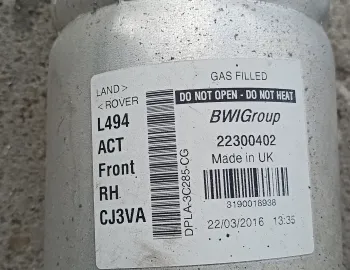 LAND >
< ROVER
L494
ACT
Front
RH
CJ3VA
DPLA-3C285-CG
GAS FILLED
DO NOT OPEN - DO NOT HEAT
BWIGroup
22300402
Made in UK
3190018938
22/03/2016 13:35